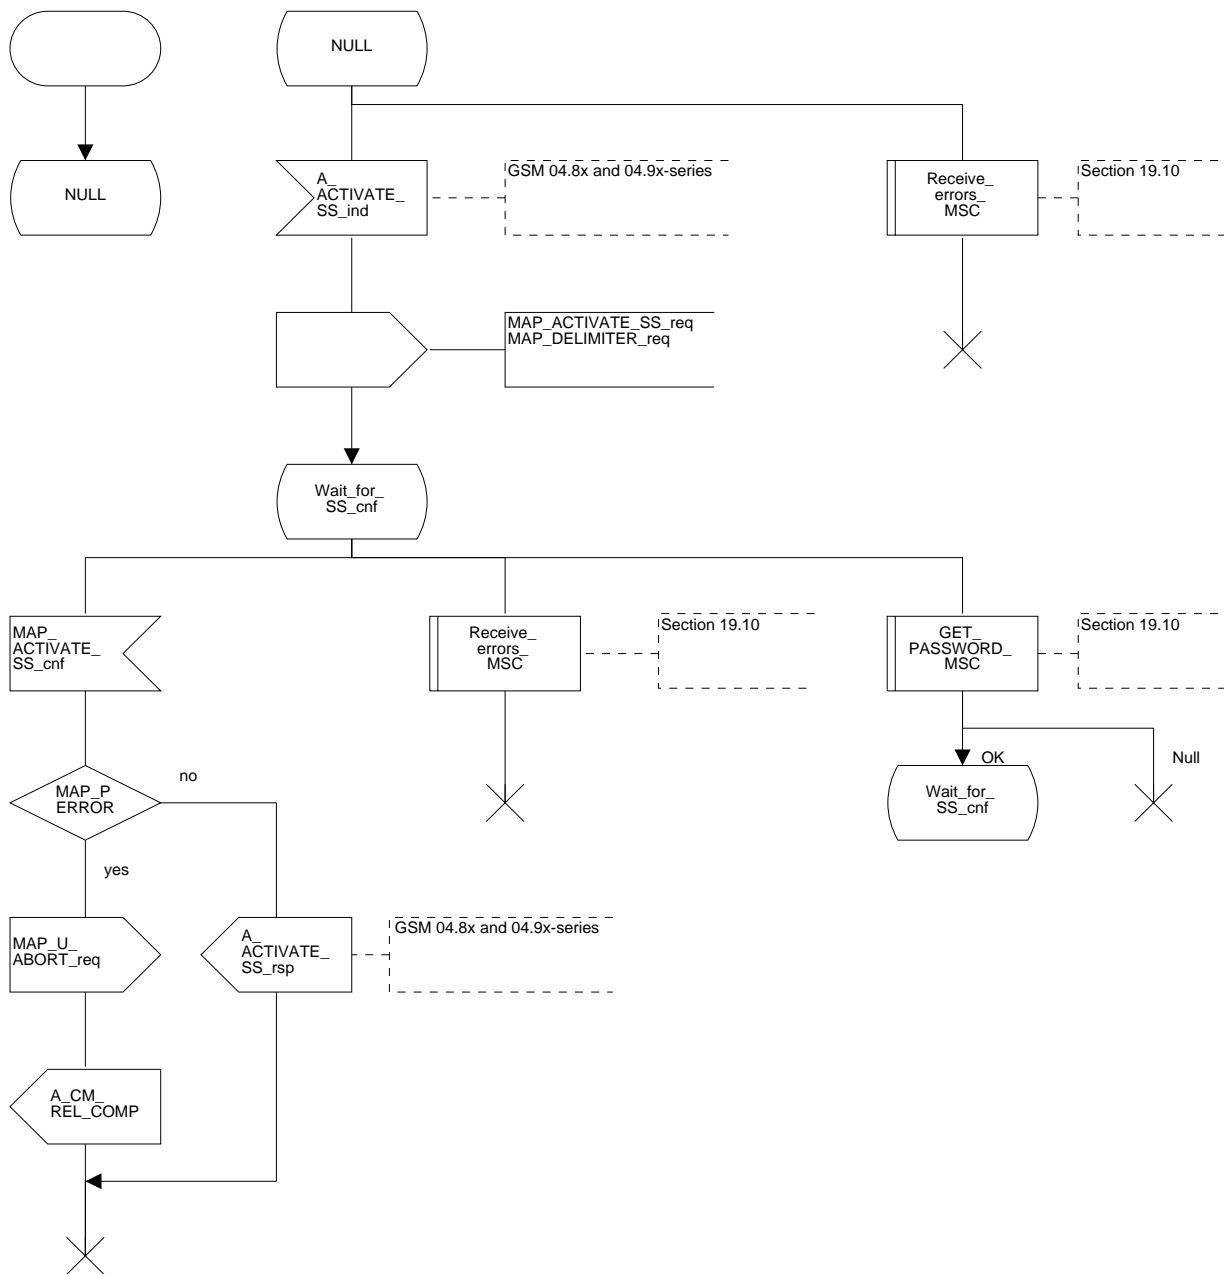 NULL
NULL
A_
ACTIVATE_
SS_ind
GSM 04.8x and 04.9x-series
Receive_
errors_
MSC
Section 19.10
MAP_ACTIVATE_SS_req
MAP_DELIMITER_req
Wait_for_
SS_cnf
MAP_
ACTIVATE_
SS_cnf
Receive_
errors_
MSC
Section 19.10
GET_
PASSWORD_
MSC
Section 19.10
OK
Null
Wait_for_
SS_cnf
MAP_P
ERROR
no
yes
MAP_U_
ABORT_req
A_
ACTIVATE_
SS_rsp
GSM 04.8x and 04.9x-series
A_CM_
REL_COMP